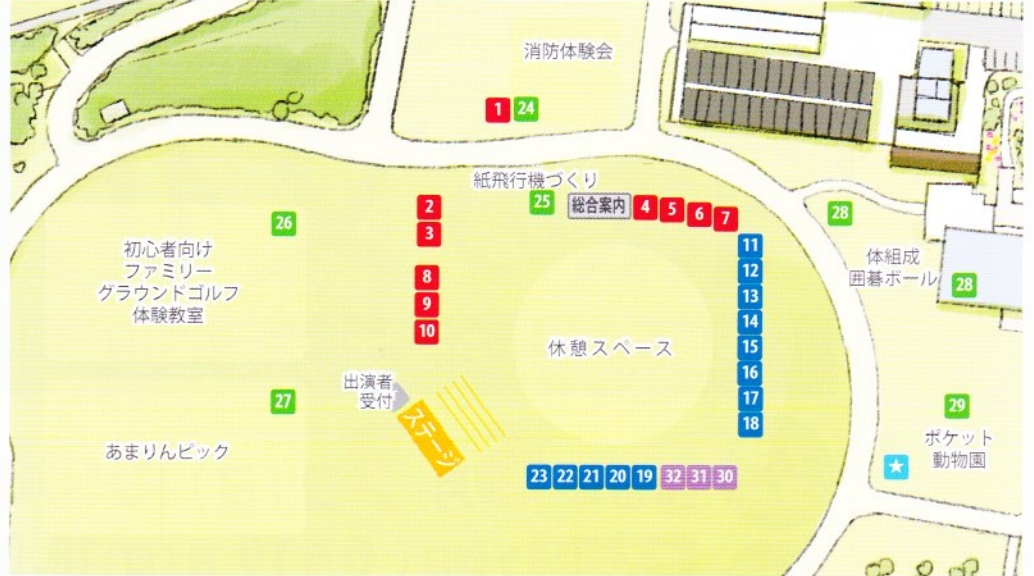 消防体験会
1 24
紙飛行機づくり
25 総合案内 4 5 6 7
2
3
26
28
初心者向け
ファミリー
グラウンドゴルフ
体験教室
8
9
10
11
12
13
14
15
16
17
18
体組成
囲碁ボール
28
休憩スペース
出演者
受付
ステージ
27
あまりんピック
29
ポケット
動物園
23 22 21 20 19 32 31 30